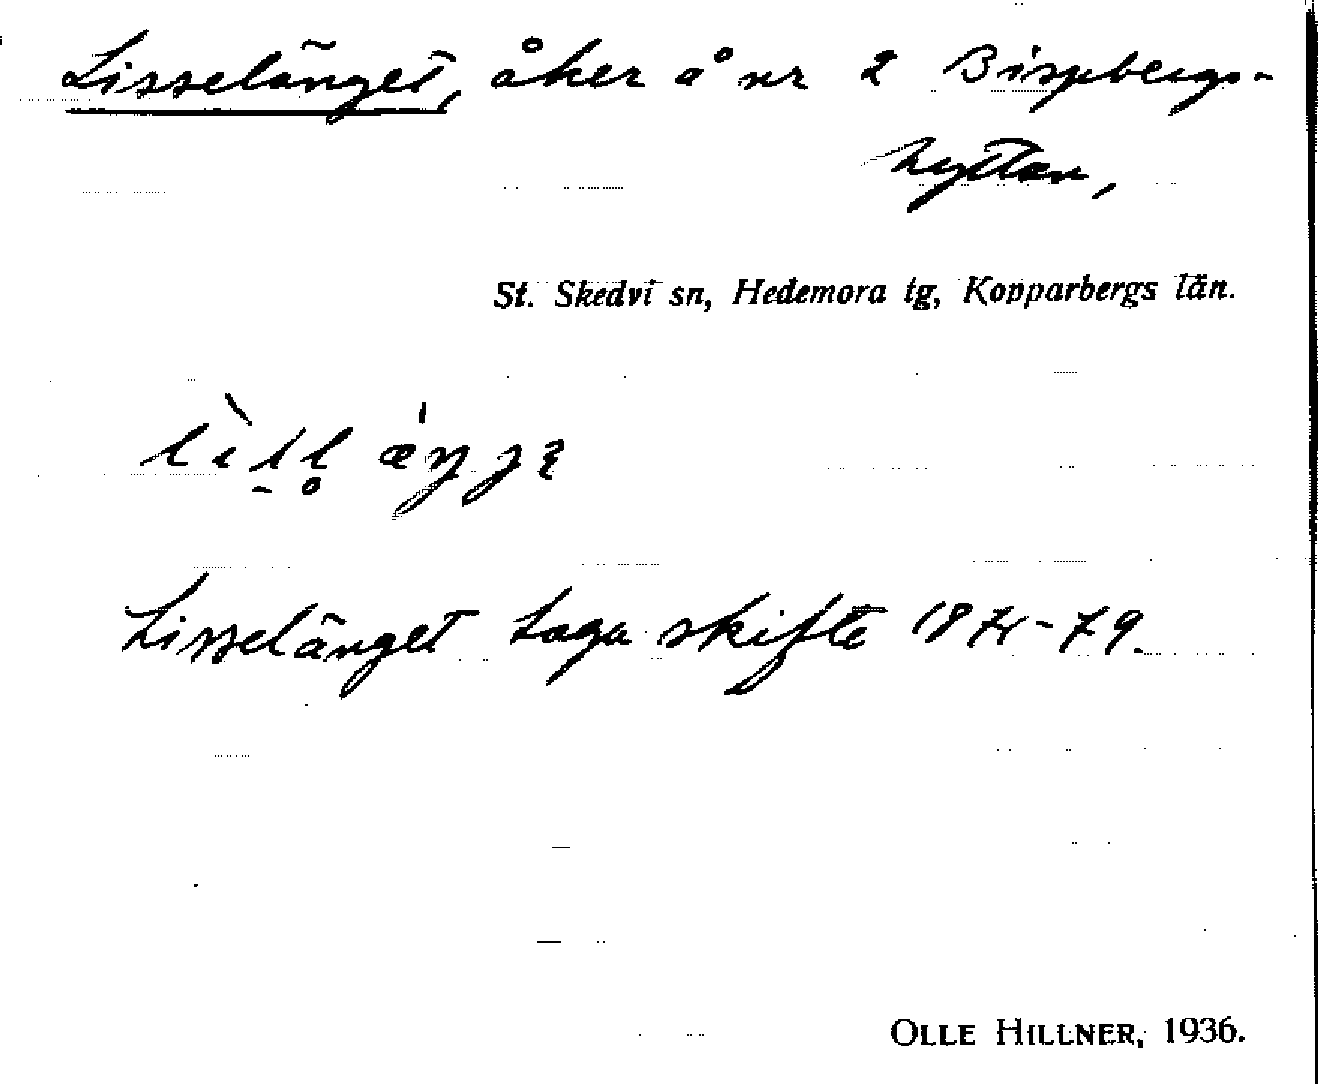 Lisselänget, åker å nr 2 Bispbergs-
hyttan,
St. Skedvi sn, Hedemora tg, Kopparbergs län.
Lisselänget Laga skifte 1874-79.
OLLE HILLNER, 1936.